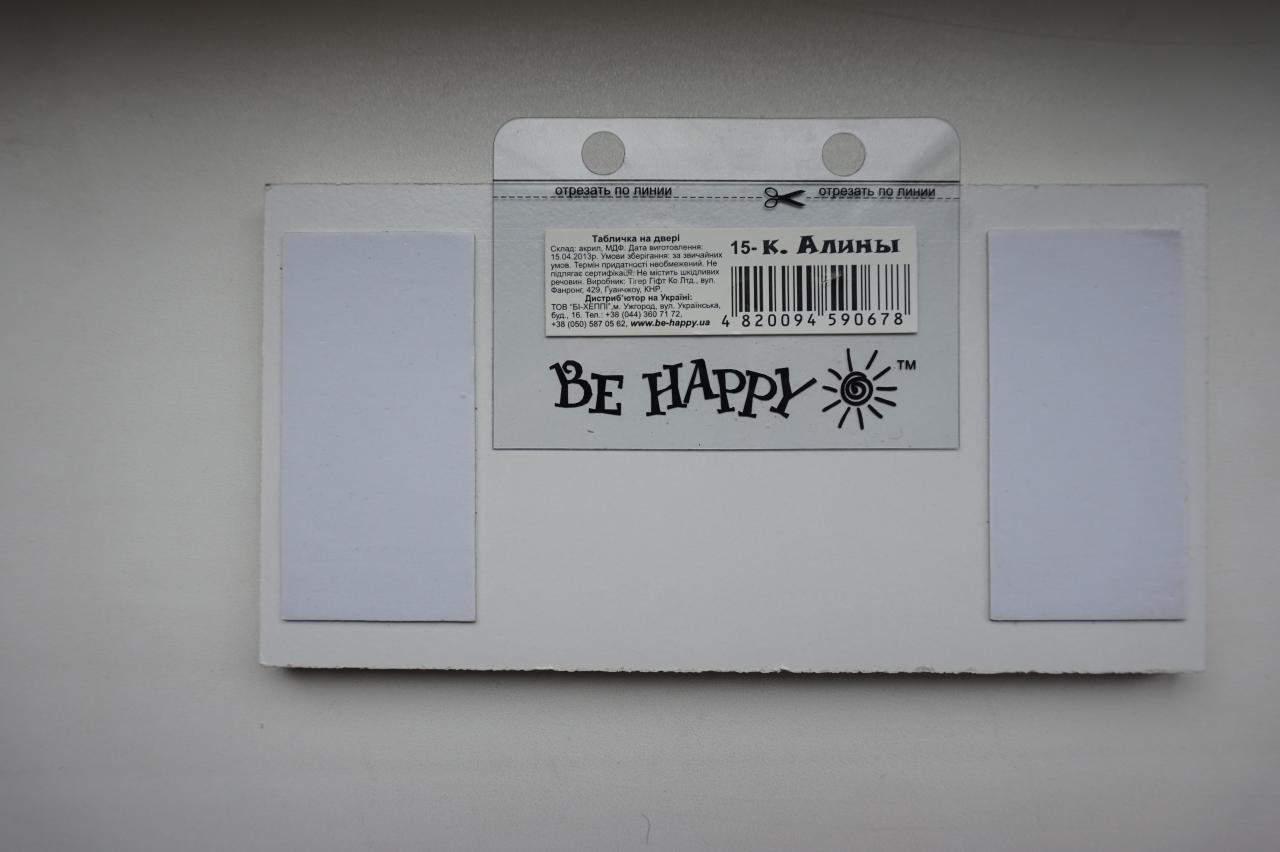 отрезать по линии отрезать по линии
Табличка на двері
Склад: акрил, МДФ. Дата виготовлення:
15.04.2013р. Умови зберігання: за звичайних
умов. Термін придатності необмежений. Не
підлягає сертифікації. Не містить шкідливих
речовин. Виробник: Тігер Гіфт Ко Лтд., вул.
Фанронг, 429, Гуанчжоу, КНР.
Дистриб'ютор на Україні:
ТОВ "БІ-ХЕППІ",м. Ужгород, вул. Українська,
буд., 16. Тел.: +38 (044) 360 71 72,
+38 (050) 587 05 62, www.be-happy.ua
15- К. АЛИНЫ
4 820094 590678
BE HAPPY ™